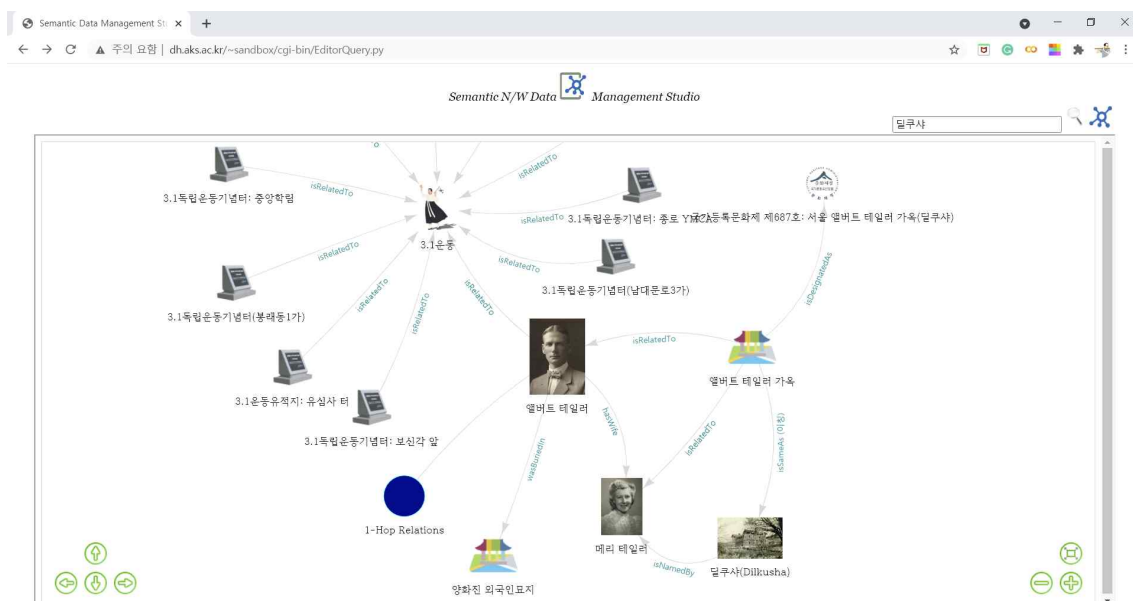 Semantic Data Management St
주의 요함 | dh.aks.ac.kr/~sandbox/cgi-bin/EditorQuery.py
Semantic N/W Data Management Studio
딜쿠샤
isRelatedTo
3.1독립운동기념터: 중앙학림
isRelatedTo
3.1운동
isRelatedTo
3.1독립운동기념터: 종로 YMCA
국가등록문화제 제687호: 서울 앨버트 테일러 가옥(딜쿠샤)
isRelatedTo
3.1독립운동기념터(봉래동1가)
isRelatedTo
3.1독립운동기념터(남대문로3가)
isDesignatedAs
isRelatedTo
isRelatedTo
isRelatedTo
isRelatedTo
앨버트 테일러 가옥
3.1운동유적지: 유심사 터
앨버트 테일러
3.1독립운동기념터: 보신각 앞
hasWife
isRelatedTo
isSameAs (이칭)
wasBuriedIn
1-Hop Relations
메리 테일러
isNamedBy
딜쿠샤(Dilkusha)
양화진 외국인묘지